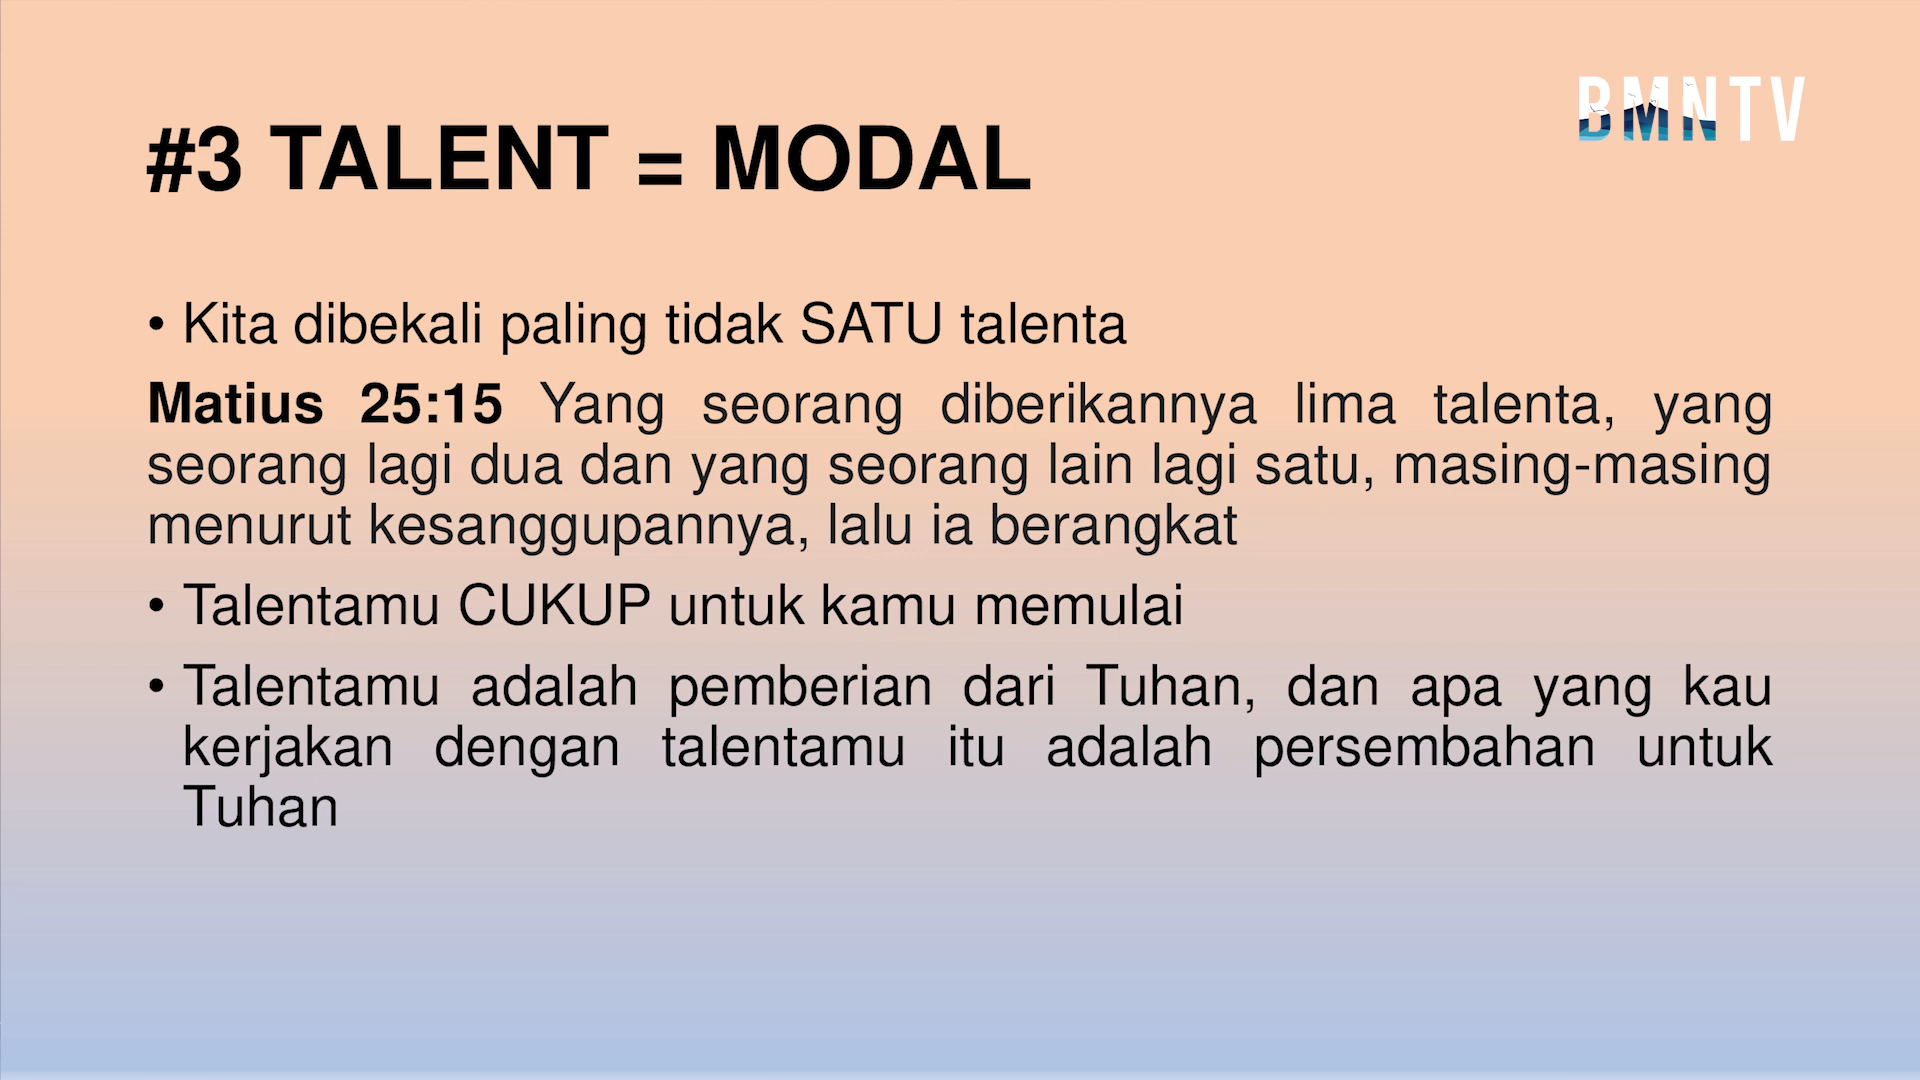 BMNTV
#3 TALENT = MODAL
• Kita dibekali paling tidak SATU talenta
Matius 25:15 Yang seorang diberikannya lima talenta, yang
seorang lagi dua dan yang seorang lain lagi satu, masing-masing
menurut kesanggupannya, lalu ia berangkat
• Talentamu CUKUP untuk kamu memulai
• Talentamu adalah pemberian dari Tuhan, dan apa yang kau
kerjakan dengan talentamu itu adalah persembahan untuk
Tuhan